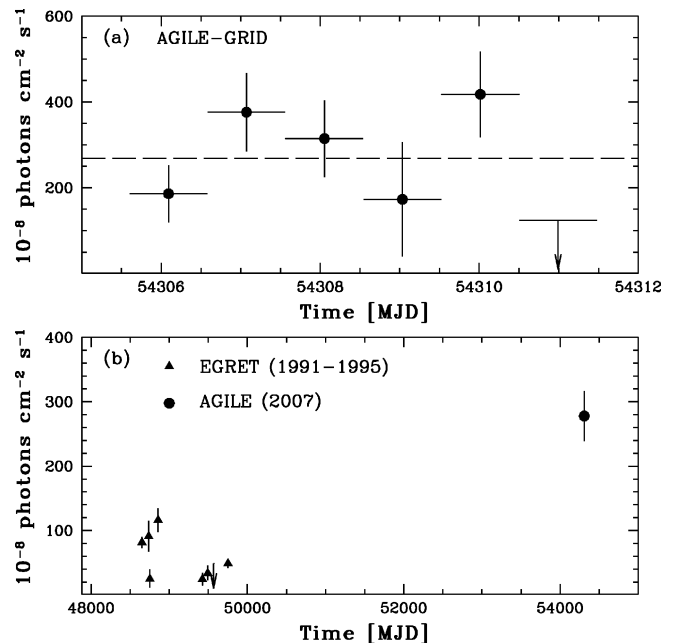 (a) AGILE−GRID
10⁻⁸ photons cm⁻² s⁻¹
600
400
200
54306 54308 54310 54312
Time [MJD]
(b)
▲ EGRET (1991−1995)
● AGILE (2007)
10⁻⁸ photons cm⁻² s⁻¹
400
300
200
100
48000 50000 52000 54000
Time [MJD]